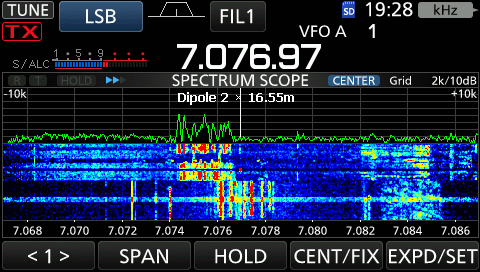 TUNE LSB FIL1 SD 19:28 kHz
TX VFO A 1
1 5 9
S/ALC 7.076.97
R T HOLD SPECTRUM SCOPE CENTER Grid 2k/10dB
-10k Dipole 2 × 16.55m +10k
7.068 7.070 7.072 7.074 7.076 7.078 7.080 7.082 7.084 7.086
< 1 > SPAN HOLD CENT/FIX EXPD/SET